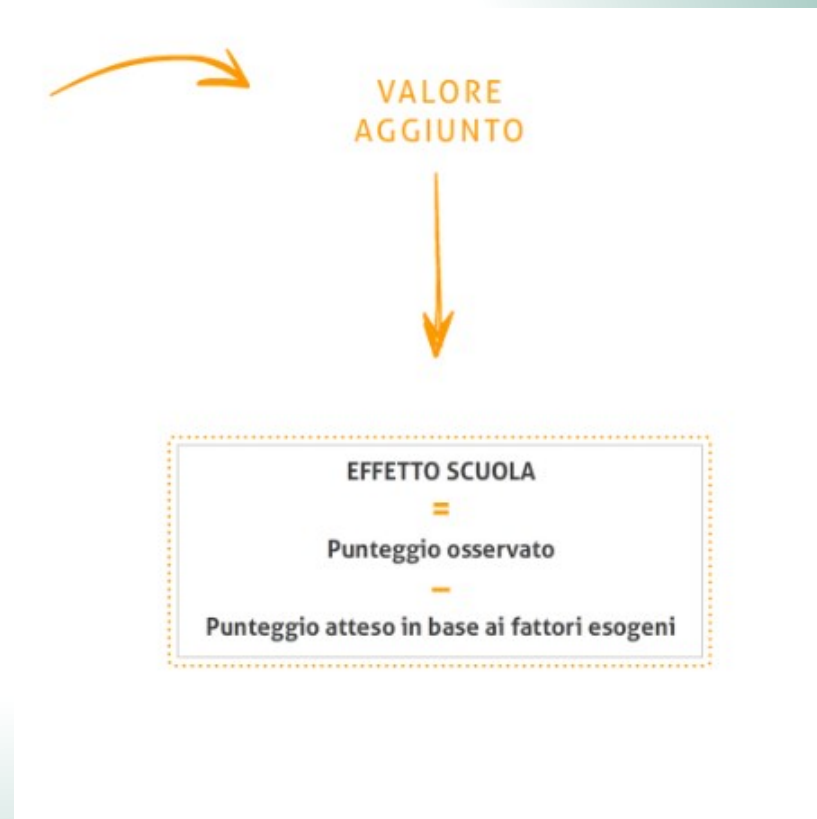 VALORE
AGGIUNTO
EFFETTO SCUOLA
=
Punteggio osservato
–
Punteggio atteso in base ai fattori esogeni